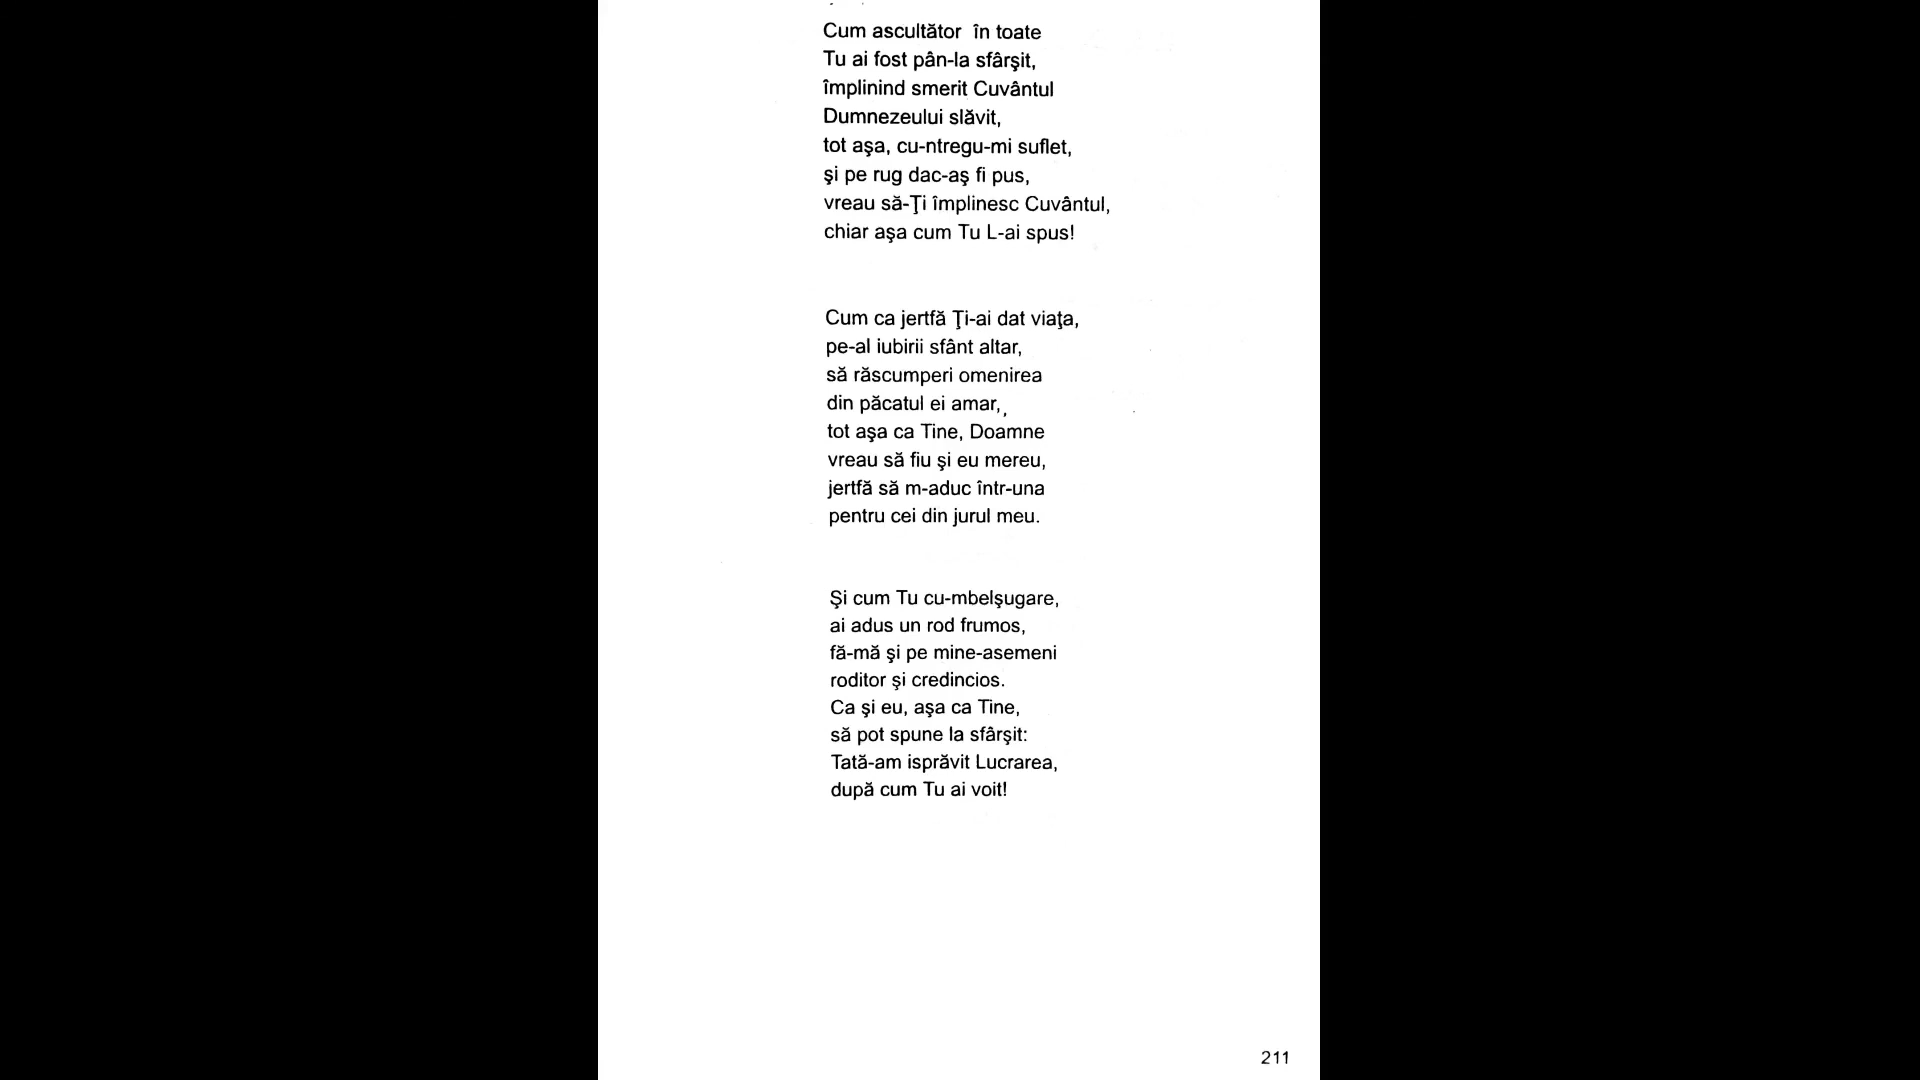 Cum ascultător în toate
Tu ai fost pân-la sfârşit,
împlinind smerit Cuvântul
Dumnezeului slăvit,
tot aşa, cu-ntregu-mi suflet,
şi pe rug dac-aş fi pus,
vreau să-Ţi împlinesc Cuvântul,
chiar aşa cum Tu L-ai spus!
Cum ca jertfă Ţi-ai dat viaţa,
pe-al iubirii sfânt altar,
să răscumperi omenirea
din păcatul ei amar,
tot aşa ca Tine, Doamne
vreau să fiu şi eu mereu,
jertfă să m-aduc într-una
pentru cei din jurul meu.
Şi cum Tu cu-mbelşugare,
ai adus un rod frumos,
fă-mă şi pe mine-asemeni
roditor şi credincios.
Ca şi eu, aşa ca Tine,
să pot spune la sfârşit:
Tată-am isprăvit Lucrarea,
după cum Tu ai voit!
211